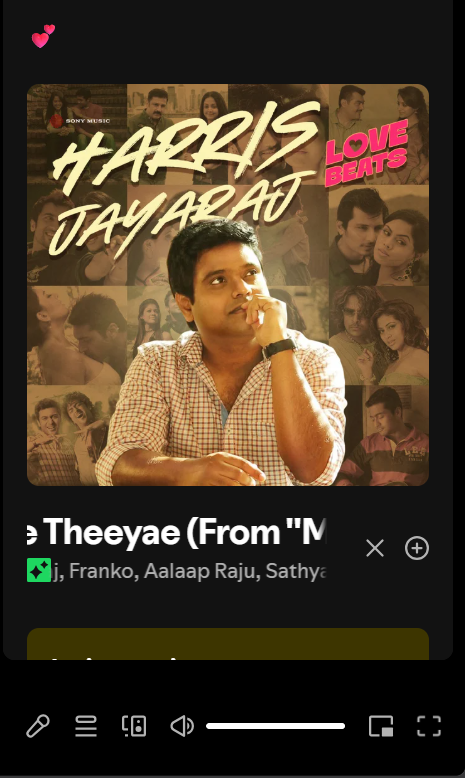 SONY MUSIC
HARRIS
JAYARAJ
LOVE
BEATS
Theeyae (From "M
j, Franko, Aalaap Raju, Sathya